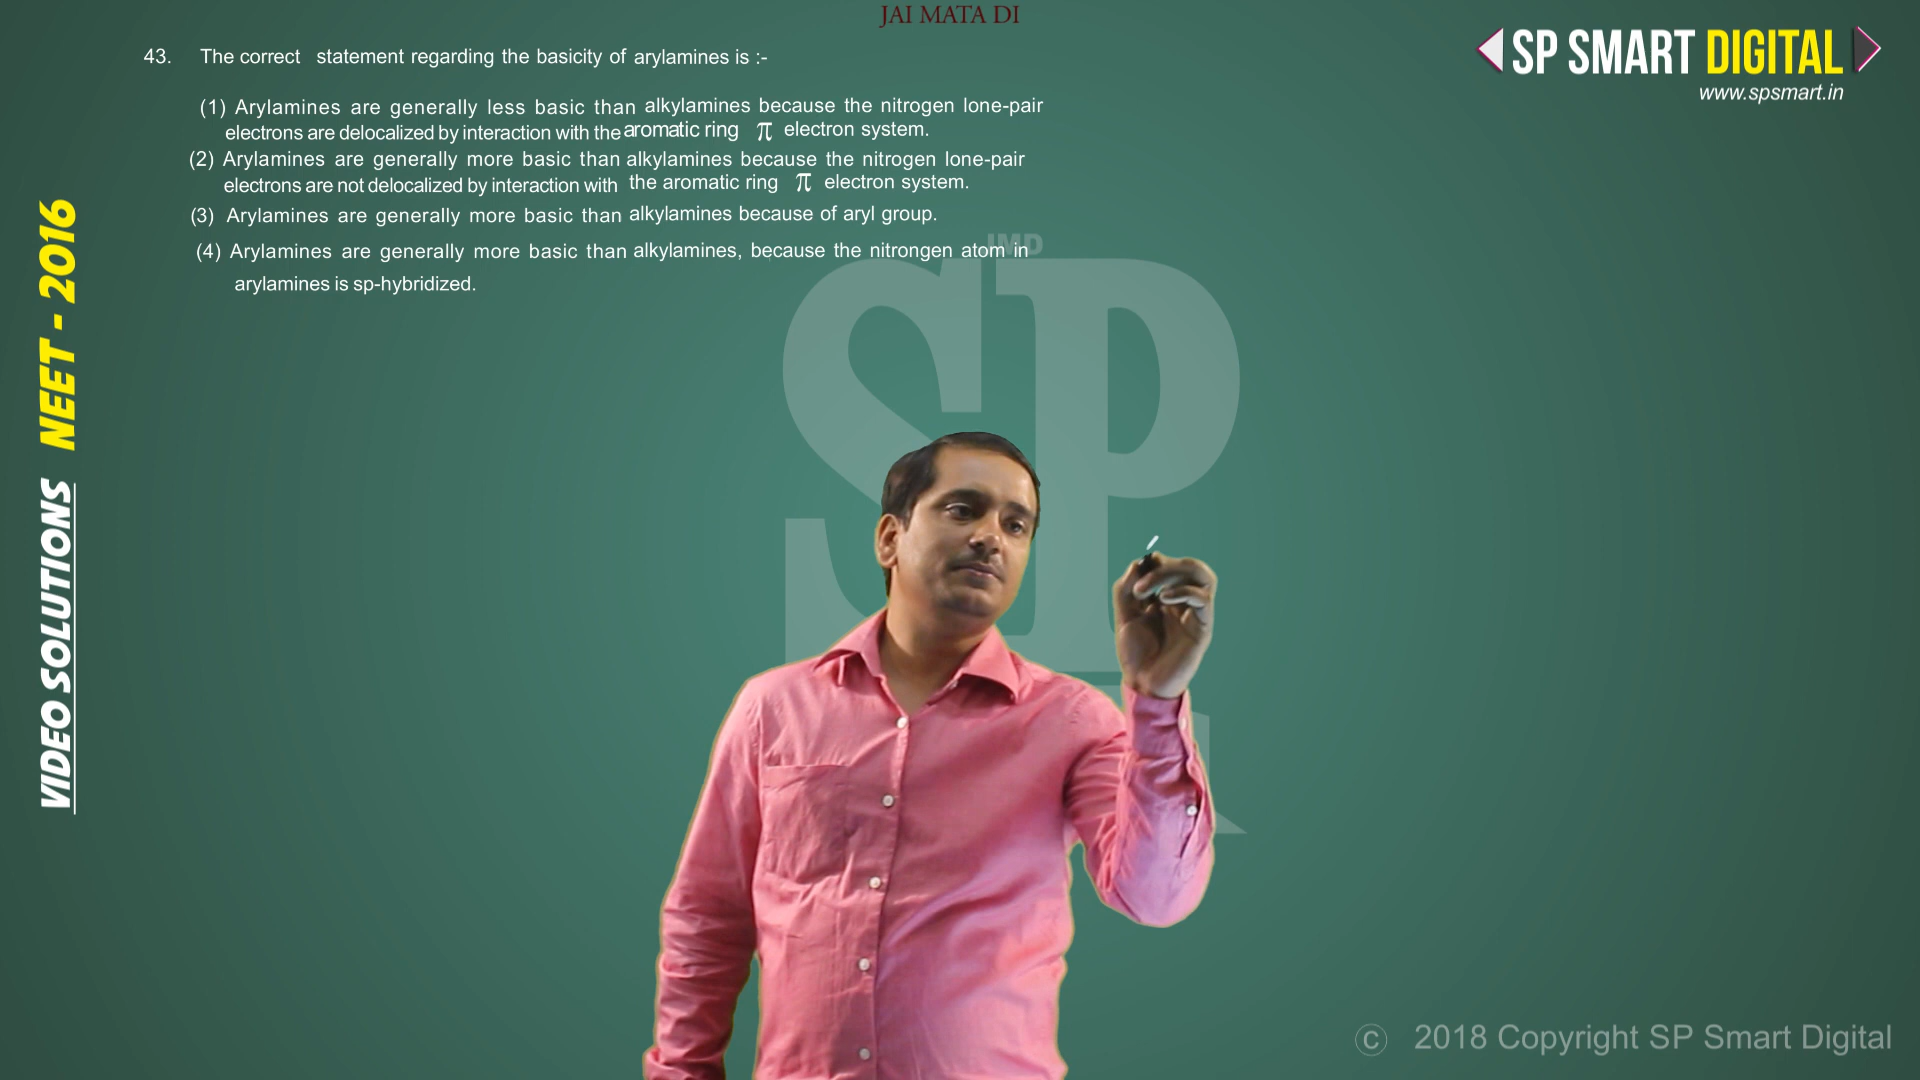 JAI MATA DI
SP SMART DIGITAL
www.spsmart.in
43. The correct statement regarding the basicity of arylamines is :-
(1) Arylamines are generally less basic than alkylamines because the nitrogen lone-pair
electrons are delocalized by interaction with the aromatic ring π electron system.
(2) Arylamines are generally more basic than alkylamines because the nitrogen lone-pair
electrons are not delocalized by interaction with the aromatic ring π electron system.
(3) Arylamines are generally more basic than alkylamines because of aryl group.
(4) Arylamines are generally more basic than alkylamines, because the nitrongen atom in
arylamines is sp-hybridized.
VIDEO SOLUTIONS NEET - 2016
JMD
SP
© 2018 Copyright SP Smart Digital